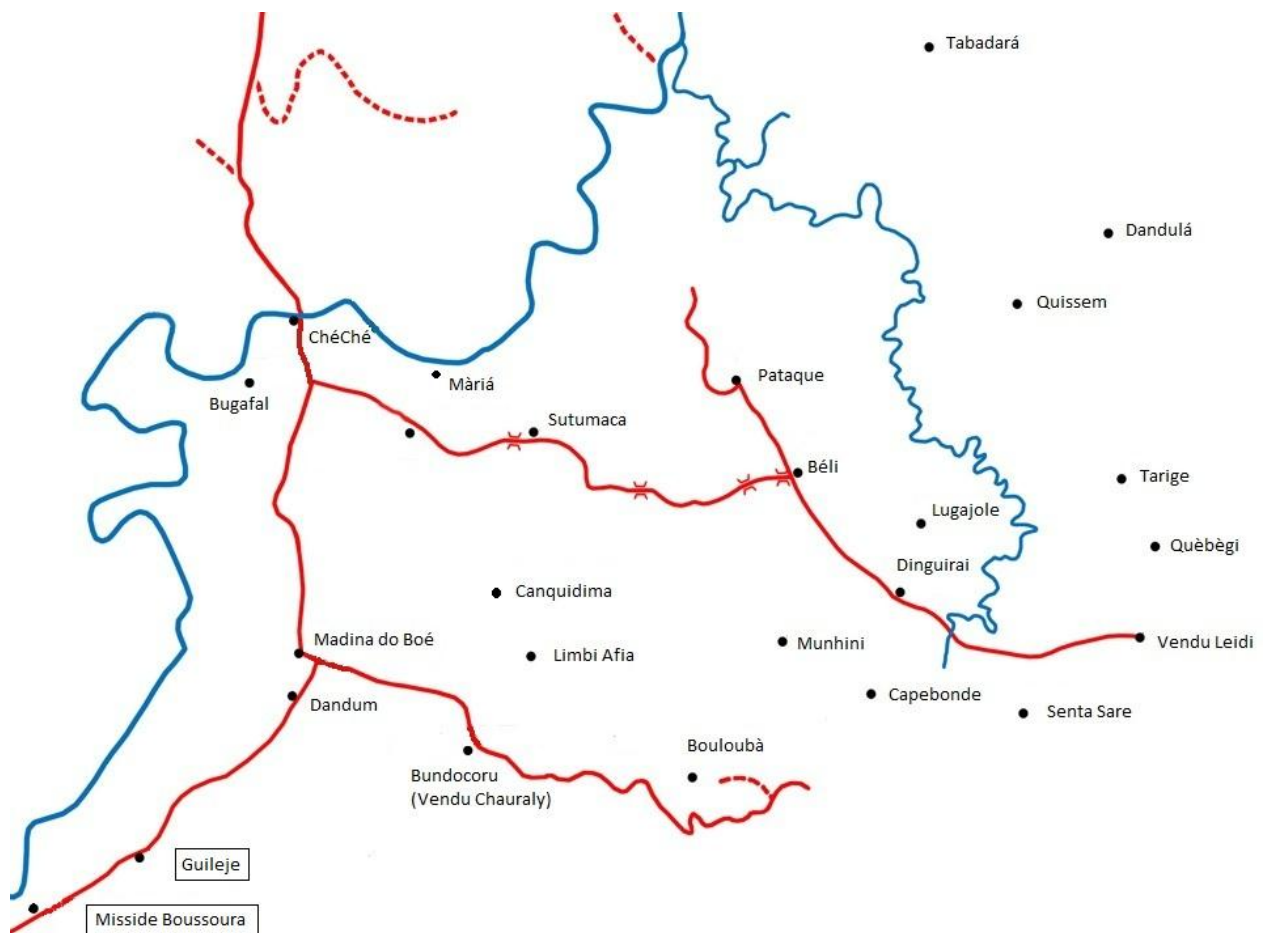 Tabadará
Dandulá
Quissem
ChéChé
Pataque
Màriá
Bugafal
Sutumaca
Béli
Tarige
Lugajole
Quèbègi
Dinguirai
Canquidima
Madina do Boé
Munhini
Vendu Leidi
Limbi Afia
Capebonde
Dandum
Senta Sare
Bouloubà
Bundocoru
(Vendu Chauraly)
Guileje
Misside Boussoura